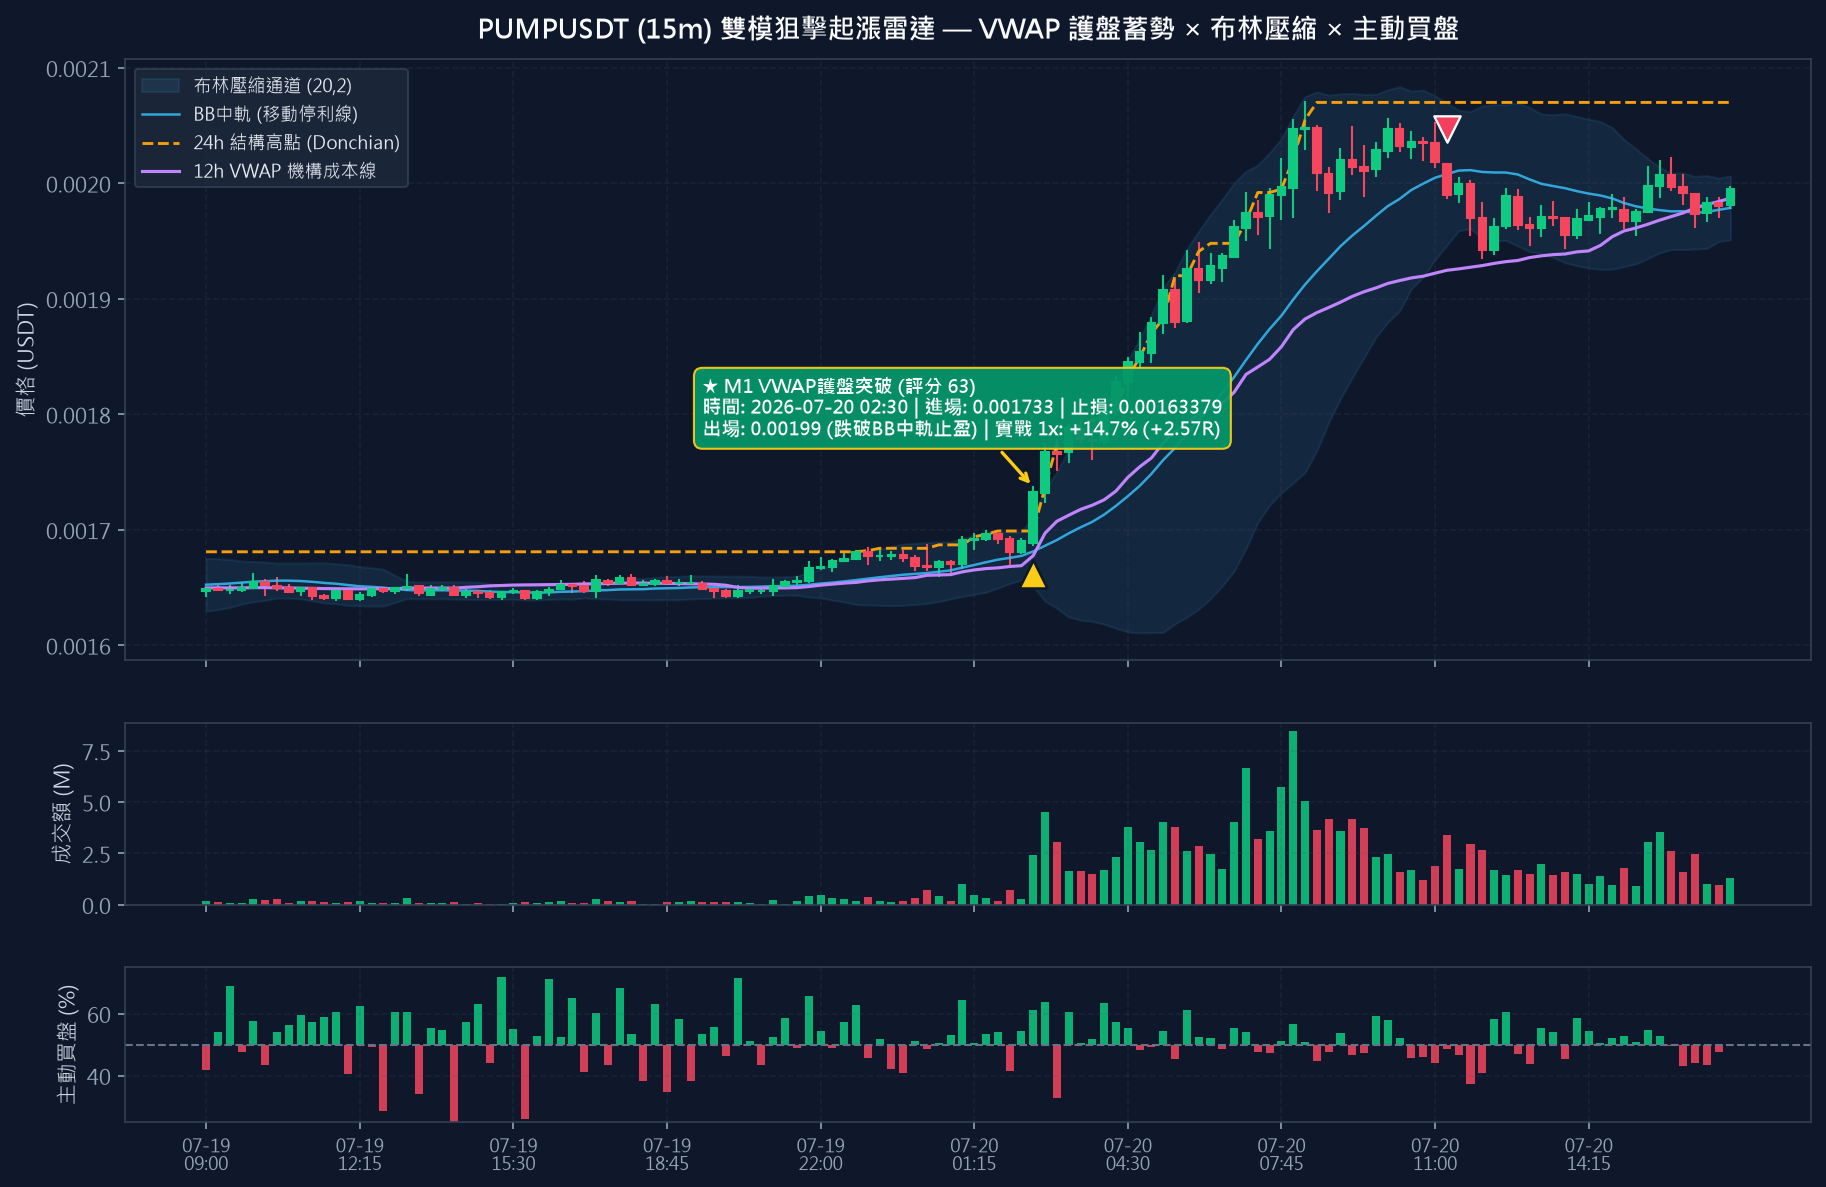 PUMPUSDT (15m) 雙模狙擊起漲雷達 — VWAP 護盤蓄勢 × 布林壓縮 × 主動買盤
布林壓縮通道 (20,2)
BB中軌 (移動停利線)
24h 結構高點 (Donchian)
12h VWAP 機構成本線
價格 (USDT)
0.0021
0.0020
0.0019
0.0018
0.0017
0.0016
★ M1 VWAP護盤突破 (評分 63)
時間: 2026-07-20 02:30 | 進場: 0.001733 | 止損: 0.00163379
出場: 0.00199 (跌破BB中軌止盈) | 實戰 1x: +14.7% (+2.57R)
成交額 (M)
7.5
5.0
2.5
0.0
主動買盤 (%)
60
40
07-19 07-19 07-19 07-19 07-19 07-20 07-20 07-20 07-20 07-20
09:00 12:15 15:30 18:45 22:00 01:15 04:30 07:45 11:00 14:15